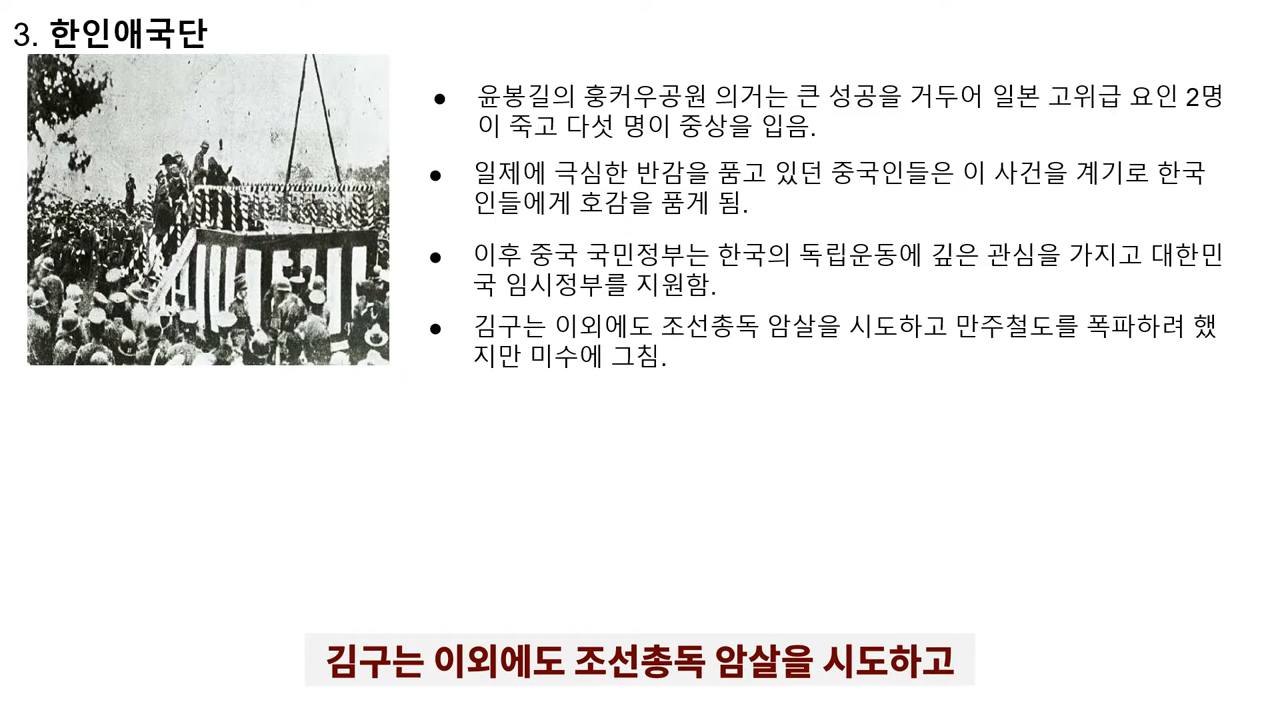 3. 한인애국단
● 윤봉길의 훙커우공원 의거는 큰 성공을 거두어 일본 고위급 요인 2명
이 죽고 다섯 명이 중상을 입음.
● 일제에 극심한 반감을 품고 있던 중국인들은 이 사건을 계기로 한국
인들에게 호감을 품게 됨.
● 이후 중국 국민정부는 한국의 독립운동에 깊은 관심을 가지고 대한민
국 임시정부를 지원함.
● 김구는 이외에도 조선총독 암살을 시도하고 만주철도를 폭파하려 했
지만 미수에 그침.
김구는 이외에도 조선총독 암살을 시도하고